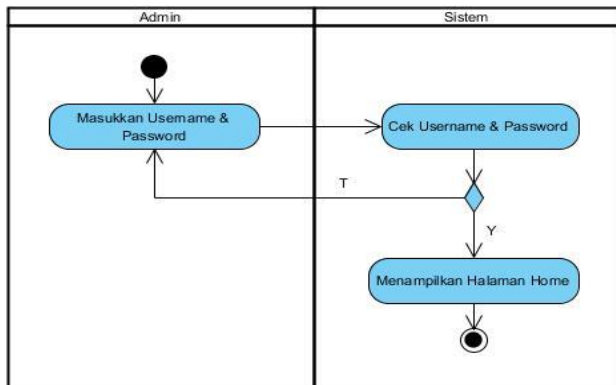 Admin
Sistem
Masukkan Username &
Password
Cek Username & Password
T
Y
Menampilkan Halaman Home